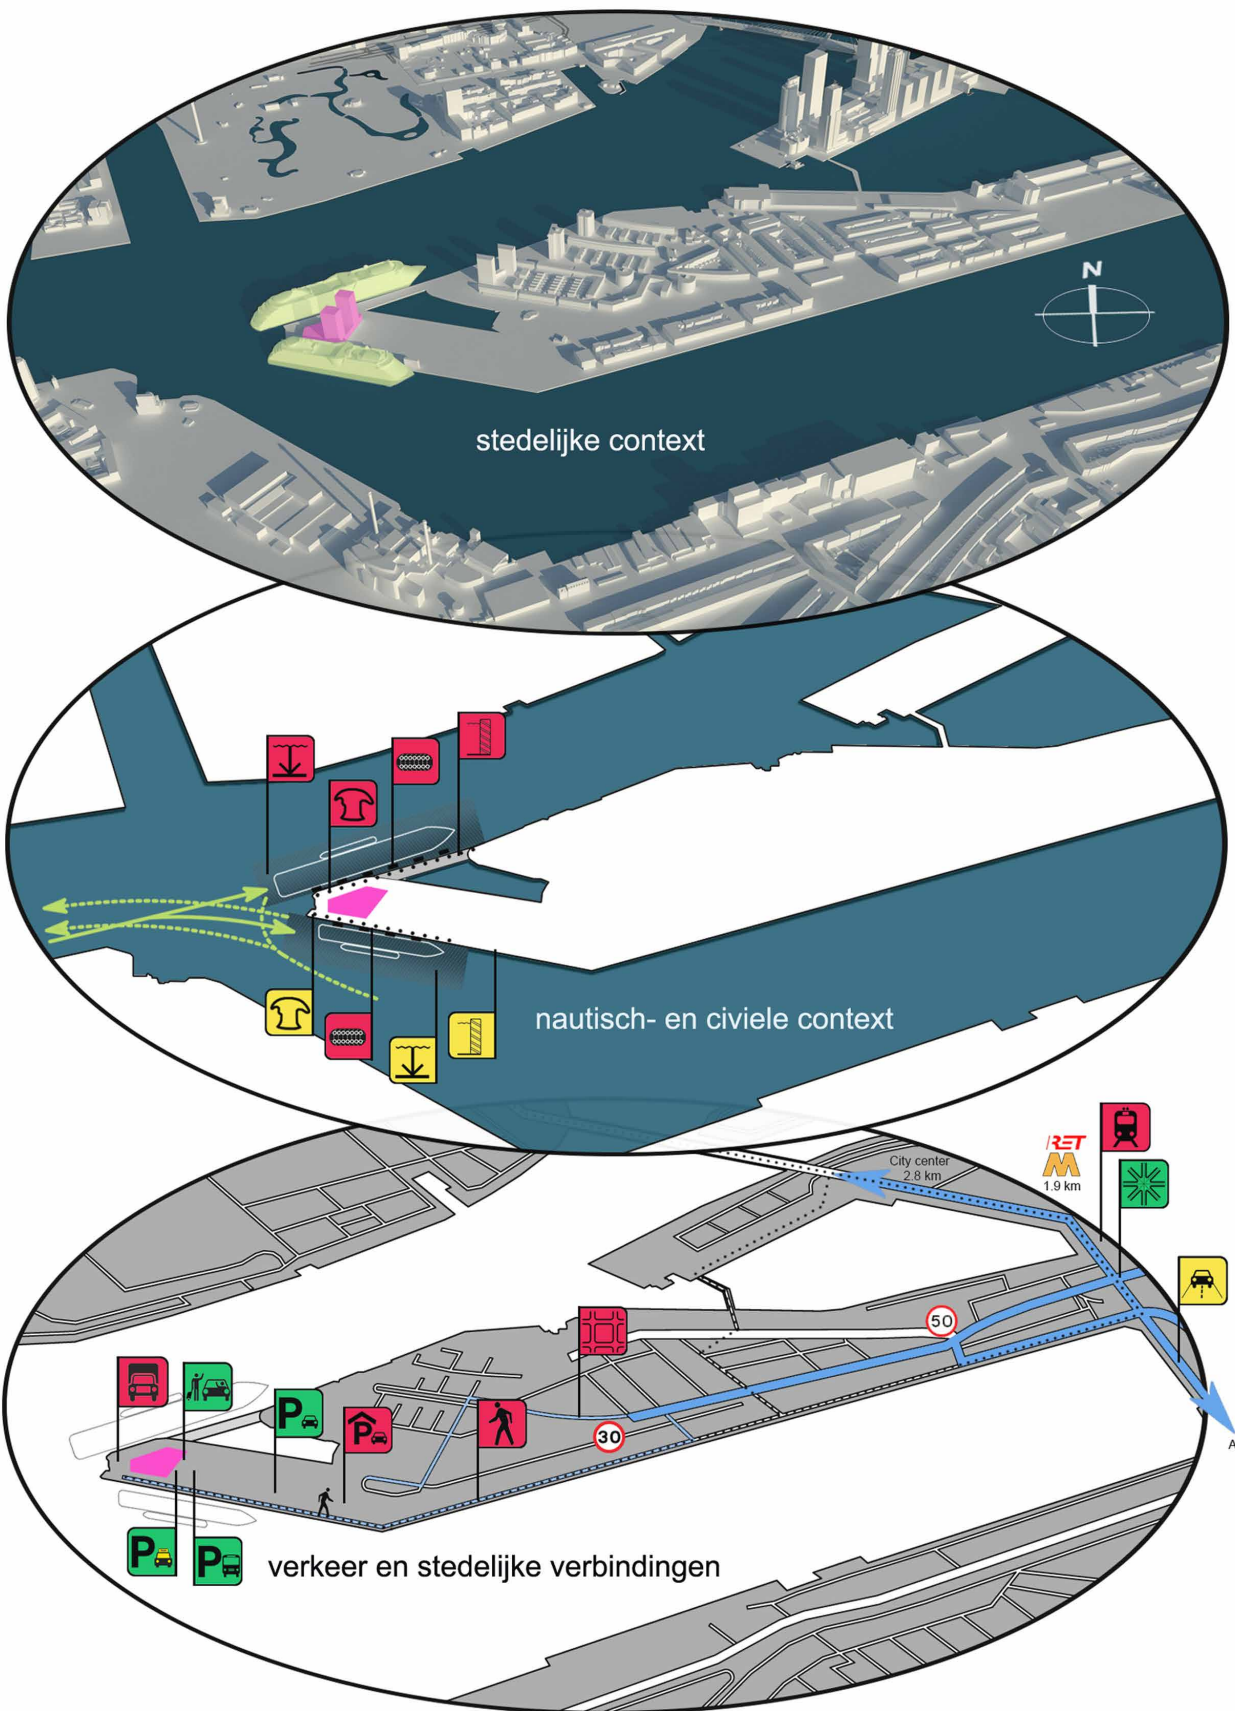 N
stedelijke context
nautisch- en civiele context
RET
M
1.9 km
City center
2.8 km
50
30
P
P
P
P
verkeer en stedelijke verbindingen
A